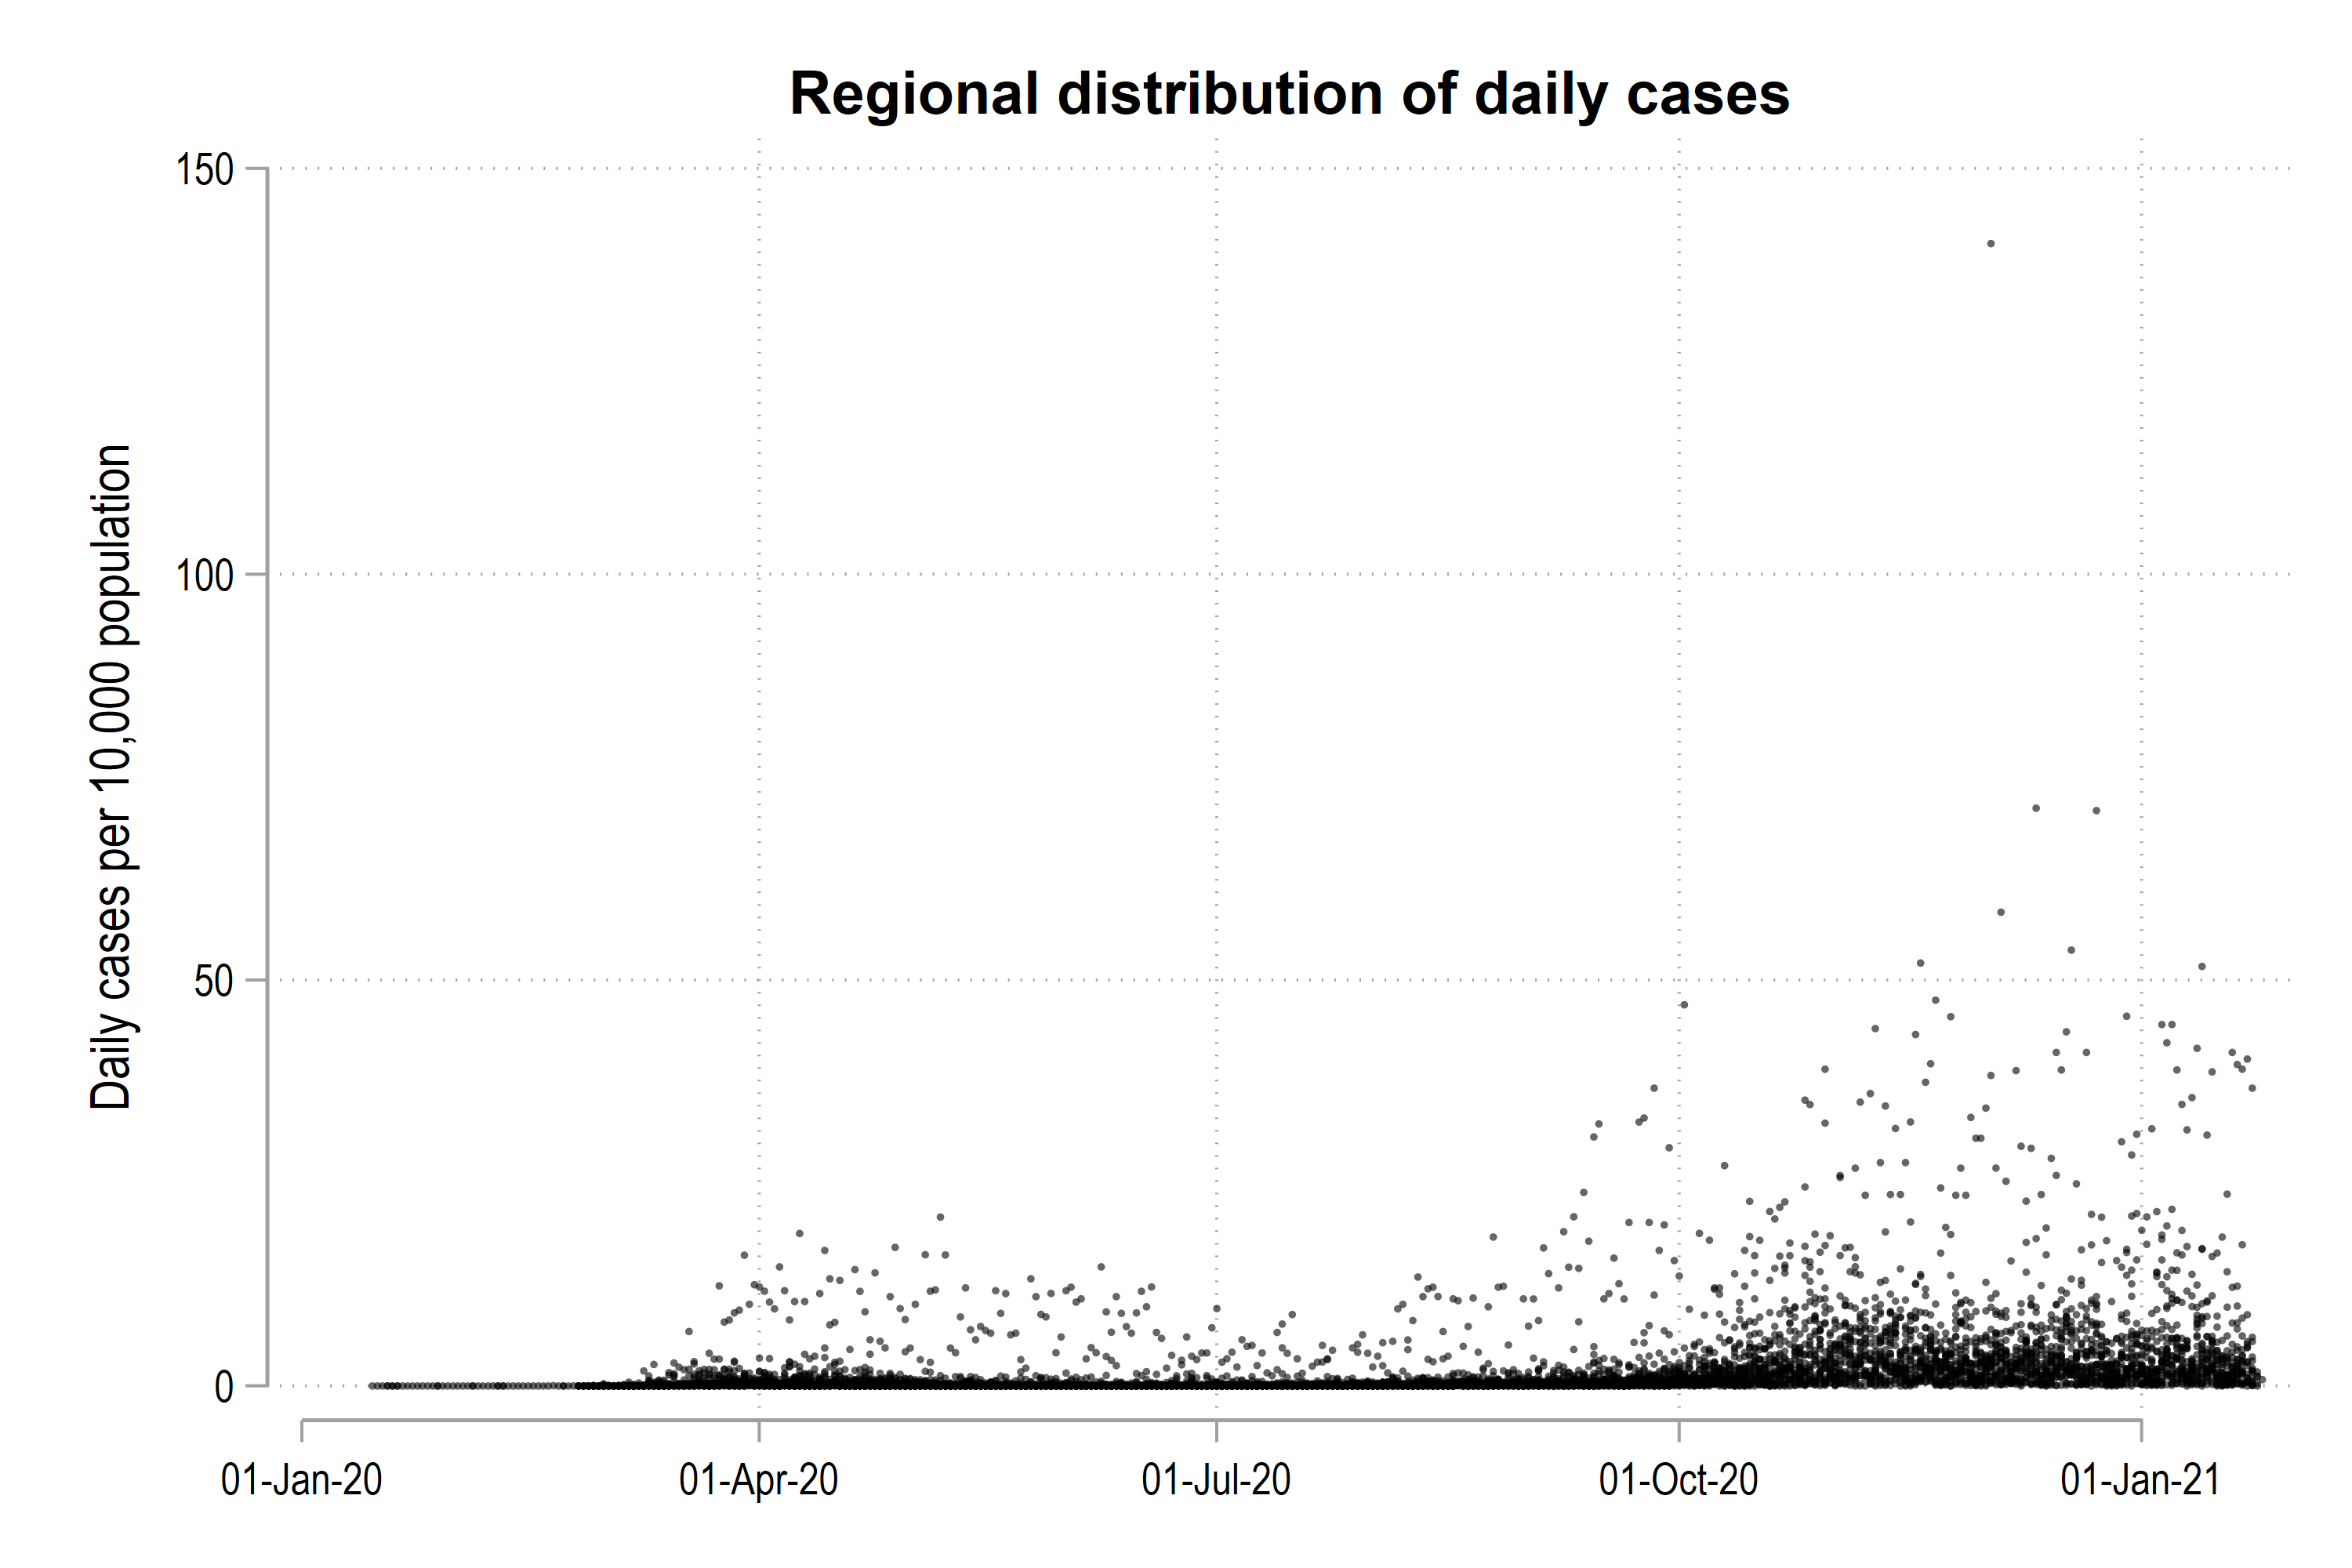 Regional distribution of daily cases
Daily cases per 10,000 population
150
100
50
0
01-Jan-20
01-Apr-20
01-Jul-20
01-Oct-20
01-Jan-21